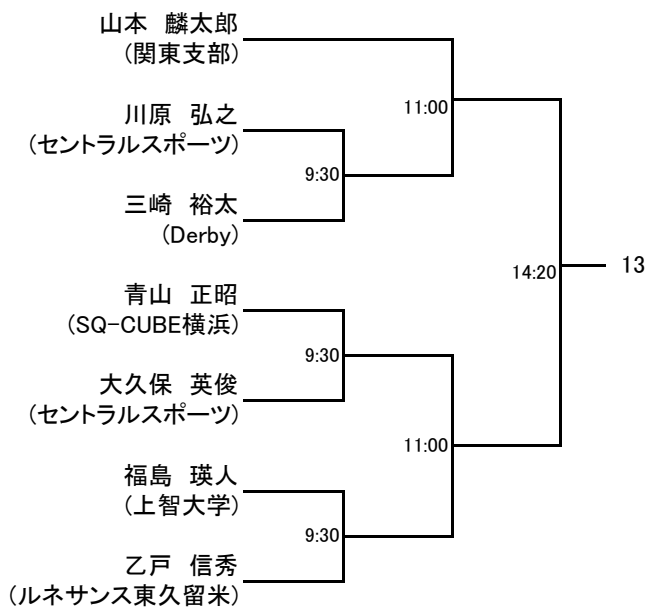 山本 麟太郎
(関東支部)
11:00
川原 弘之
(セントラルスポーツ)
9:30
三崎 裕太
(Derby)
14:20
13
青山 正昭
(SQ-CUBE横浜)
9:30
大久保 英俊
(セントラルスポーツ)
11:00
福島 瑛人
(上智大学)
9:30
乙戸 信秀
(ルネサンス東久留米)